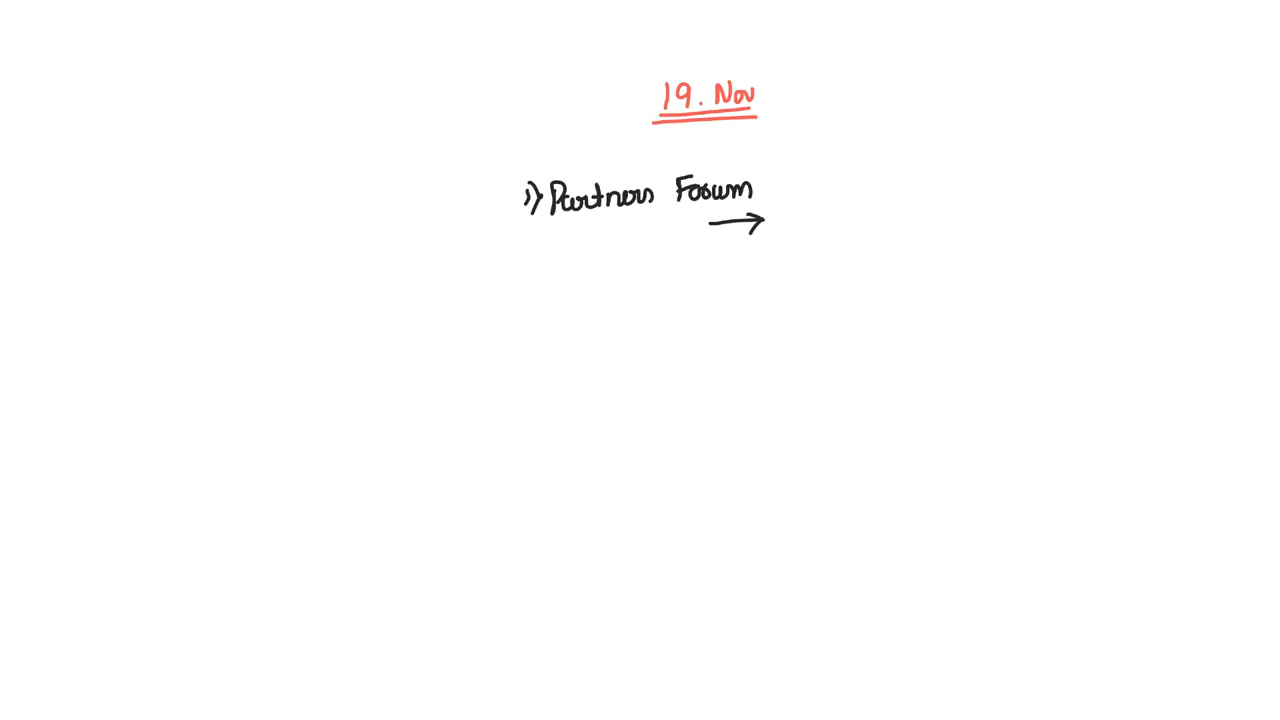 19. Nov
1) Partners Forum
→